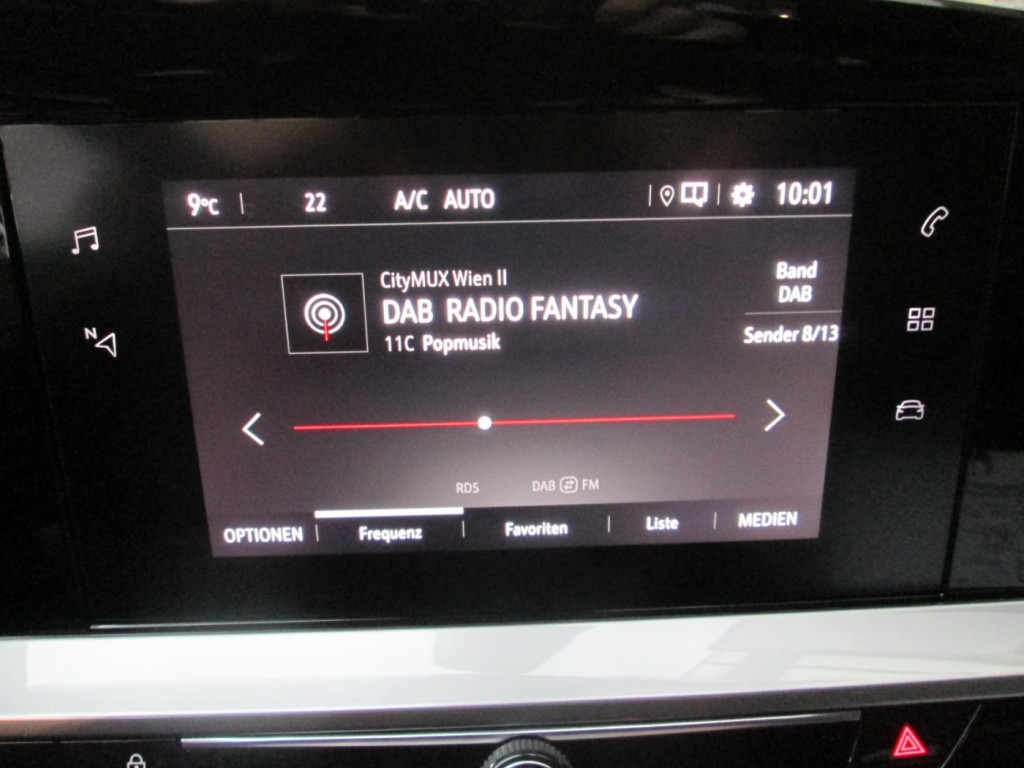 9°C 22 A/C AUTO 10:01
CityMUX Wien II
DAB RADIO FANTASY
11C Popmusik
Band
DAB
Sender 8/13
N
RDS DAB FM
OPTIONEN Frequenz Favoriten Liste MEDIEN